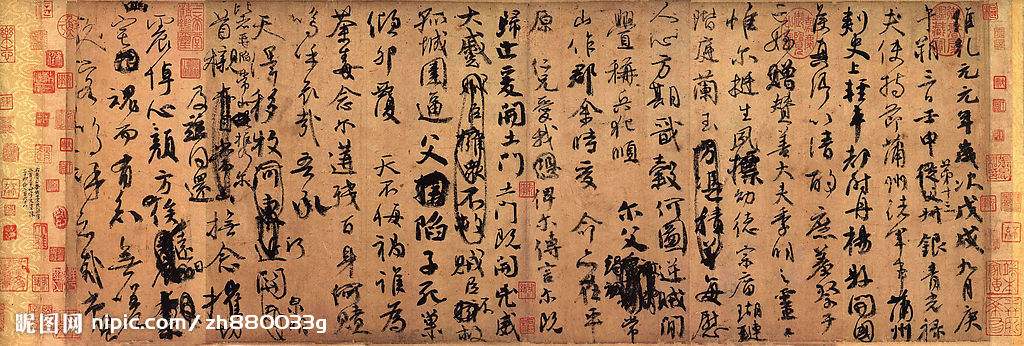 維乾元元年歲次戊戌九月庚
午朔三日壬申第十三叔銀青光祿
夫使持節蒲州諸軍事蒲州
刺史上輕車都尉丹楊縣開國
侯真卿以清酌庶羞祭于
亡姪贈贊善大夫季明之靈曰
惟爾挺生夙標幼德宗廟瑚璉
階庭蘭玉每慰
人心方期戩穀何圖逆賊間
釁稱兵犯順爾父竭誠常
山作郡余時受命亦在平
原仁兄愛我俾爾傳言爾既
歸止爰開土門土門既開凶威
大蹙賊臣不救
孤城圍逼父陷子死巢
傾卵覆天不悔禍誰為
荼毒念爾遘殘百身何贖
嗚呼哀哉吾承
天澤移牧河關泉明
比者再陷常山攜爾
首櫬及茲同還撫念摧切
震悼心顏方俟遠日
宅魂而有知無嗟
久客嗚呼哀哉尚
昵图网 nipic.com/zh880033g